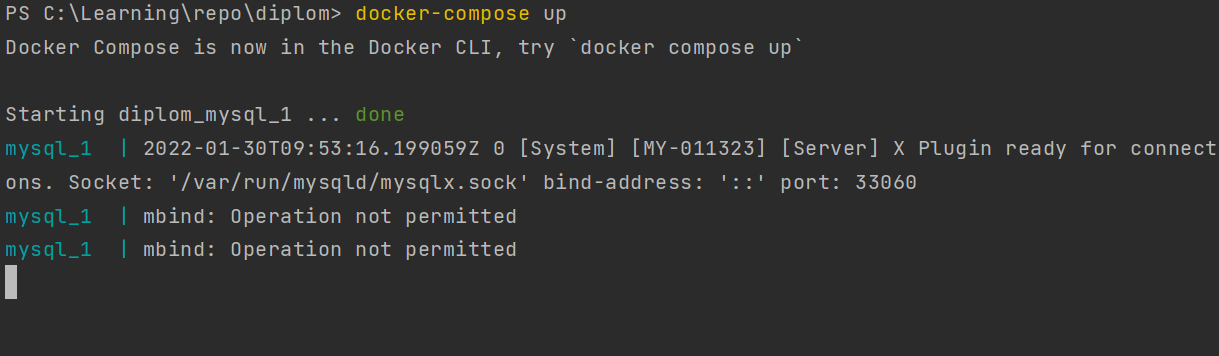 PS C:\Learning\repo\diplom> docker-compose up
Docker Compose is now in the Docker CLI, try `docker compose up`
Starting diplom_mysql_1 ... done
mysql_1  | 2022-01-30T09:53:16.199059Z 0 [System] [MY-011323] [Server] X Plugin ready for connect
ons. Socket: '/var/run/mysqld/mysqlx.sock' bind-address: '::' port: 33060
mysql_1  | mbind: Operation not permitted
mysql_1  | mbind: Operation not permitted